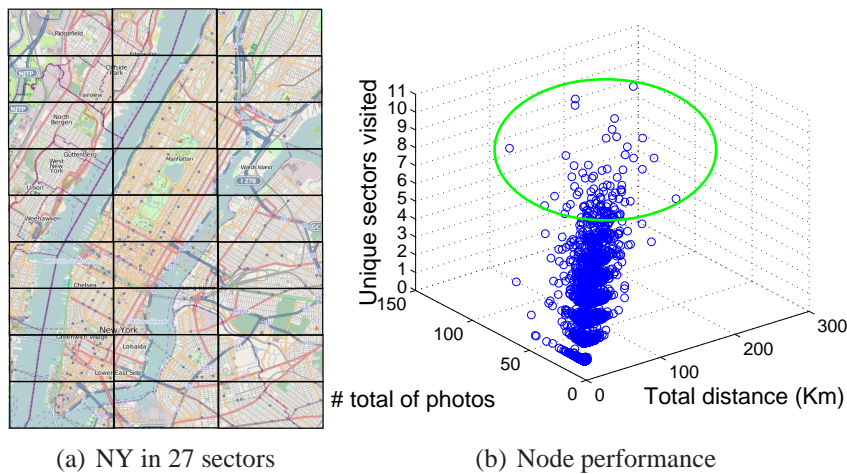 Ridgefield
Edgewater
Cliffside
Park
NJTP
Fairview
North
Bergen
NJTP
Guttenberg
West
New
York
Manhattan
Wards Island
I 278
Union
City
Weehawken
Chelsea
New York
Greenwich Village
Loisaida
Lower East Side
Unique sectors visited
11
10
9
8
7
6
5
4
3
2
1
0
150
100
50
0
0
100
200
300
# total of photos
Total distance (Km)
(a) NY in 27 sectors
(b) Node performance